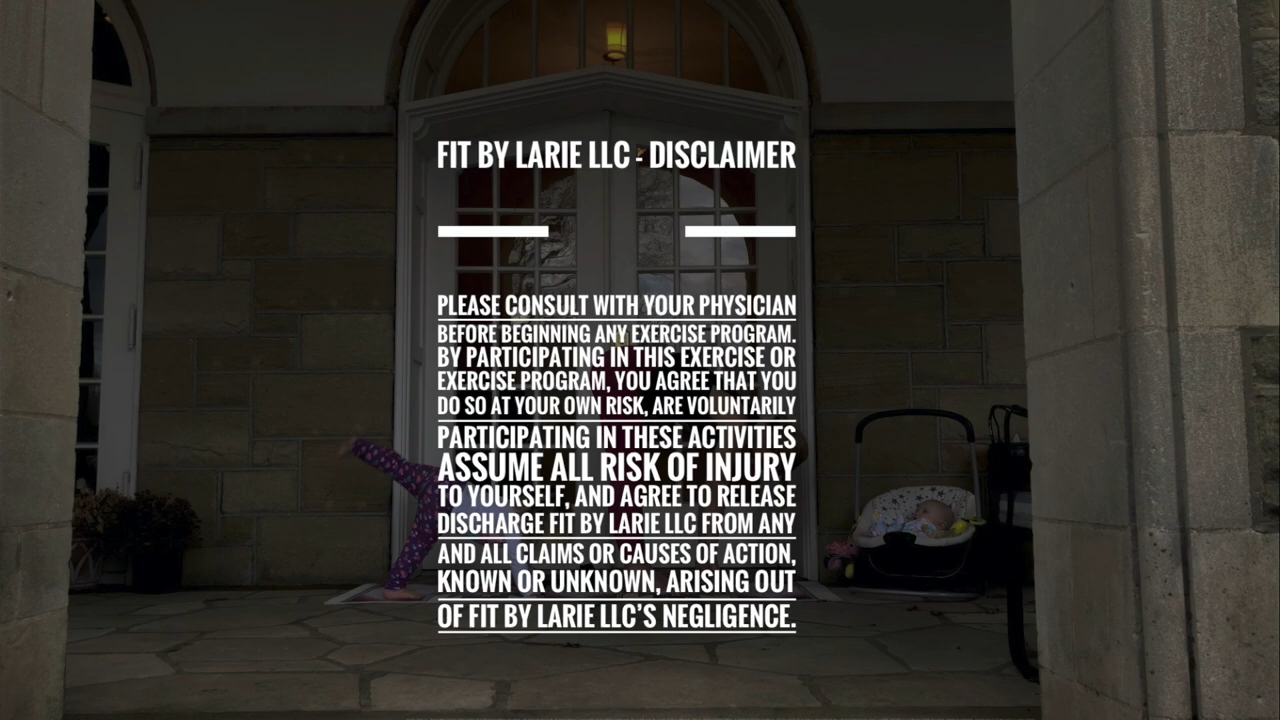 FIT BY LARIE LLC - DISCLAIMER
PLEASE CONSULT WITH YOUR PHYSICIAN
BEFORE BEGINNING ANY EXERCISE PROGRAM.
BY PARTICIPATING IN THIS EXERCISE OR
EXERCISE PROGRAM, YOU AGREE THAT YOU
DO SO AT YOUR OWN RISK, ARE VOLUNTARILY
PARTICIPATING IN THESE ACTIVITIES
ASSUME ALL RISK OF INJURY
TO YOURSELF, AND AGREE TO RELEASE
DISCHARGE FIT BY LARIE LLC FROM ANY
AND ALL CLAIMS OR CAUSES OF ACTION,
KNOWN OR UNKNOWN, ARISING OUT
OF FIT BY LARIE LLC'S NEGLIGENCE.